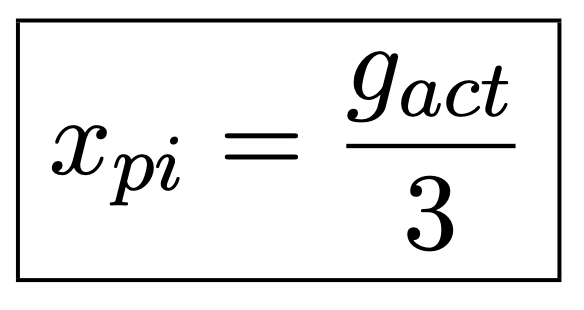 x_{pi} = \frac{g_{act}}{3}